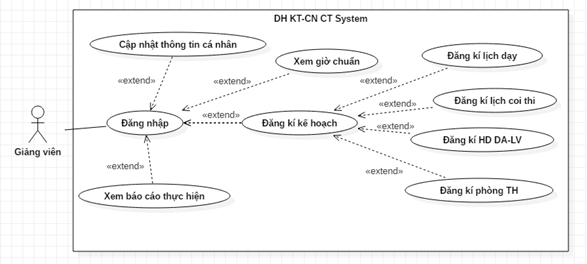 DH KT-CN CT System
Cập nhật thông tin cá nhân
Xem giờ chuẩn
Đăng kí lịch dạy
«extend»
«extend»
«extend»
Đăng kí lịch coi thi
Đăng nhập
«extend»
Đăng kí kế hoạch
«extend»
«extend»
Giảng viên
Đăng kí HD DA-LV
«extend»
«extend»
Xem báo cáo thực hiện
Đăng kí phòng TH